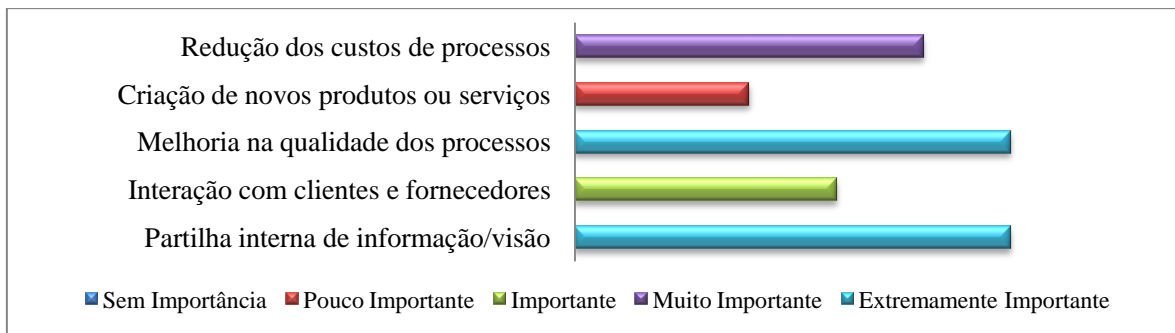 Redução dos custos de processos
Criação de novos produtos ou serviços
Melhoria na qualidade dos processos
Interação com clientes e fornecedores
Partilha interna de informação/visão
Sem Importância Pouco Importante Importante Muito Importante Extremamente Importante